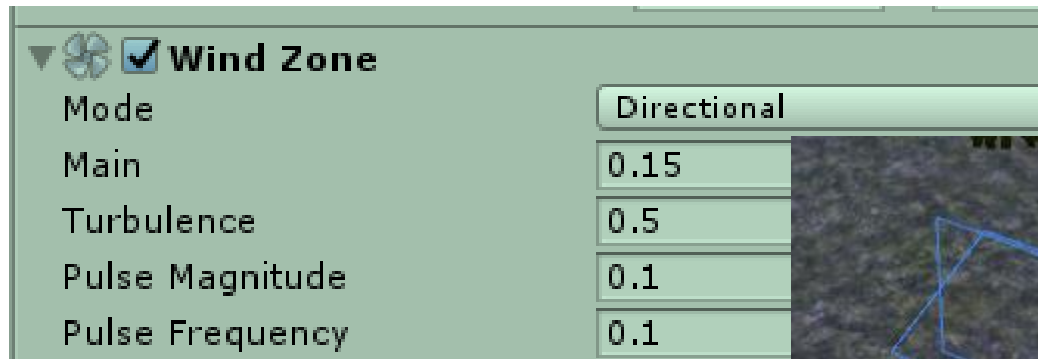 Wind Zone
Mode Directional
Main 0.15
Turbulence 0.5
Pulse Magnitude 0.1
Pulse Frequency 0.1